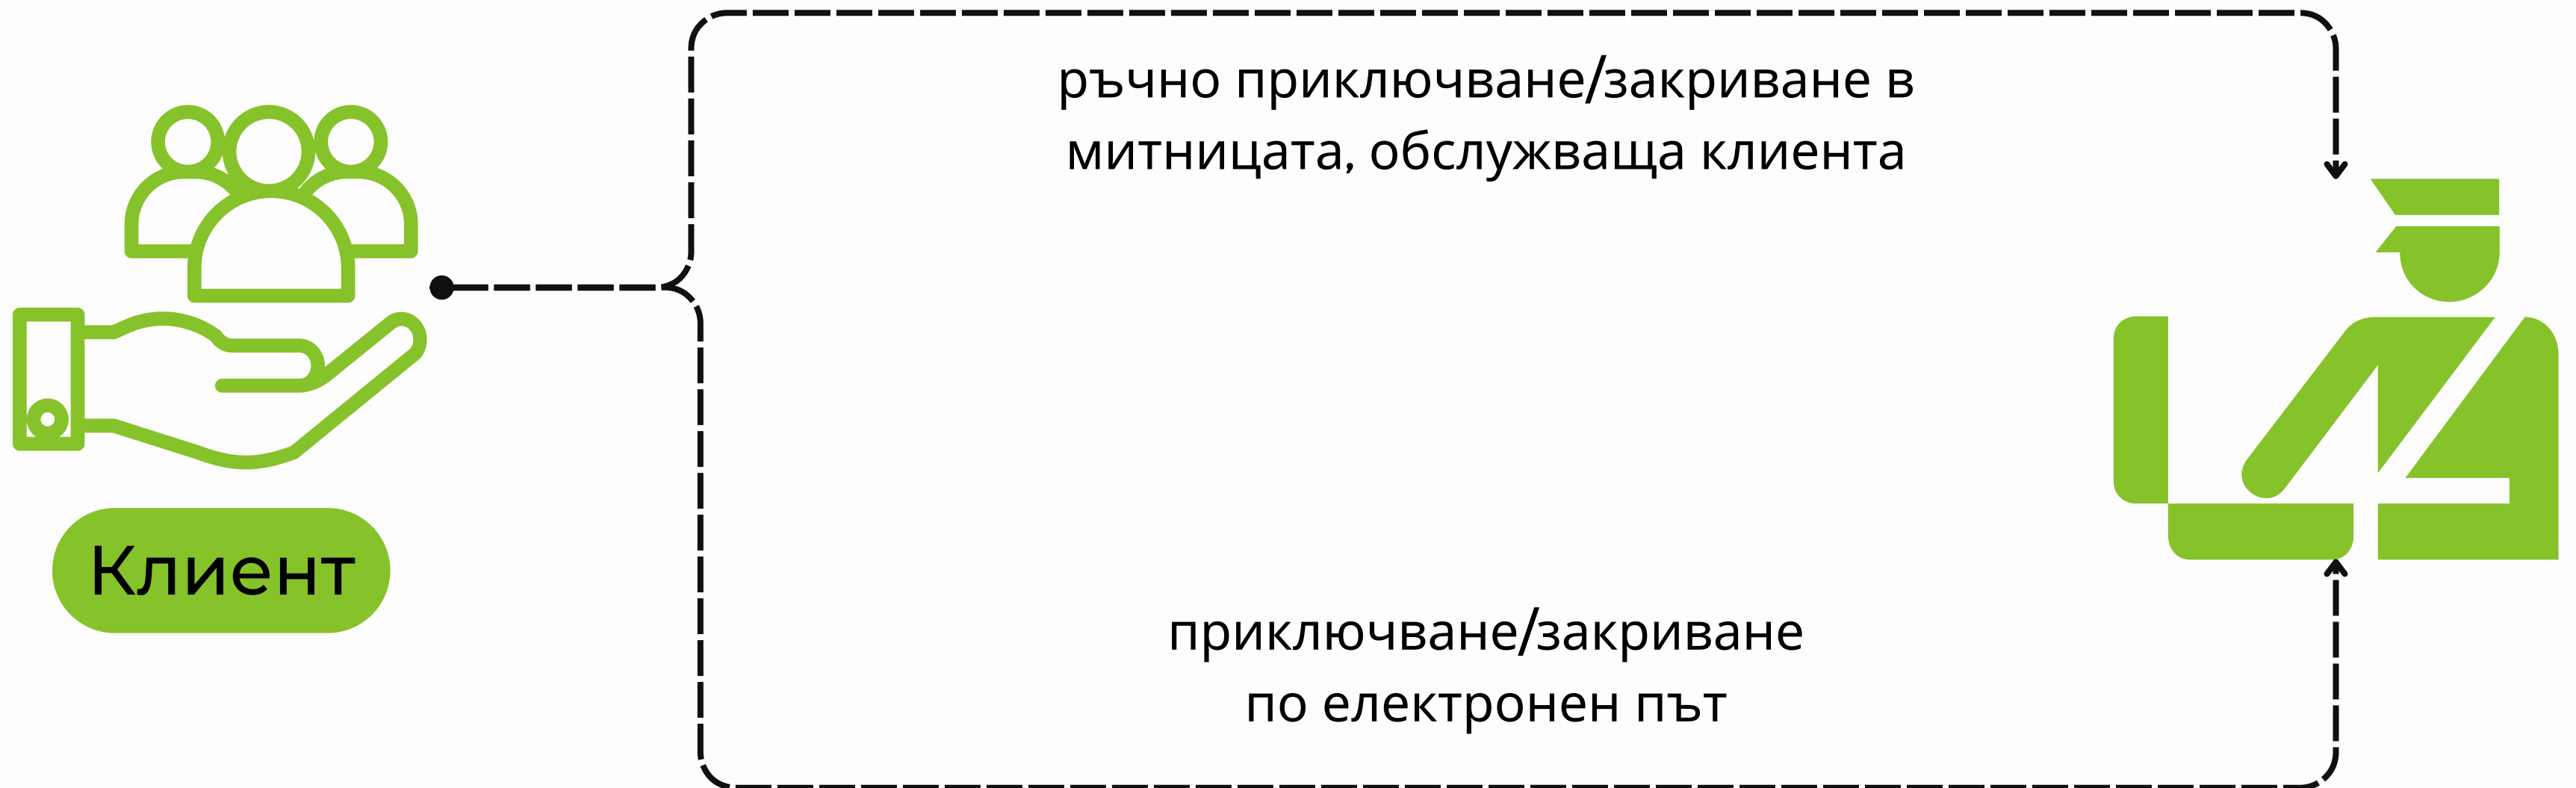 ръчно приключване/закриване в
митницата, обслужваща клиента
Клиент
приключване/закриване
по електронен път